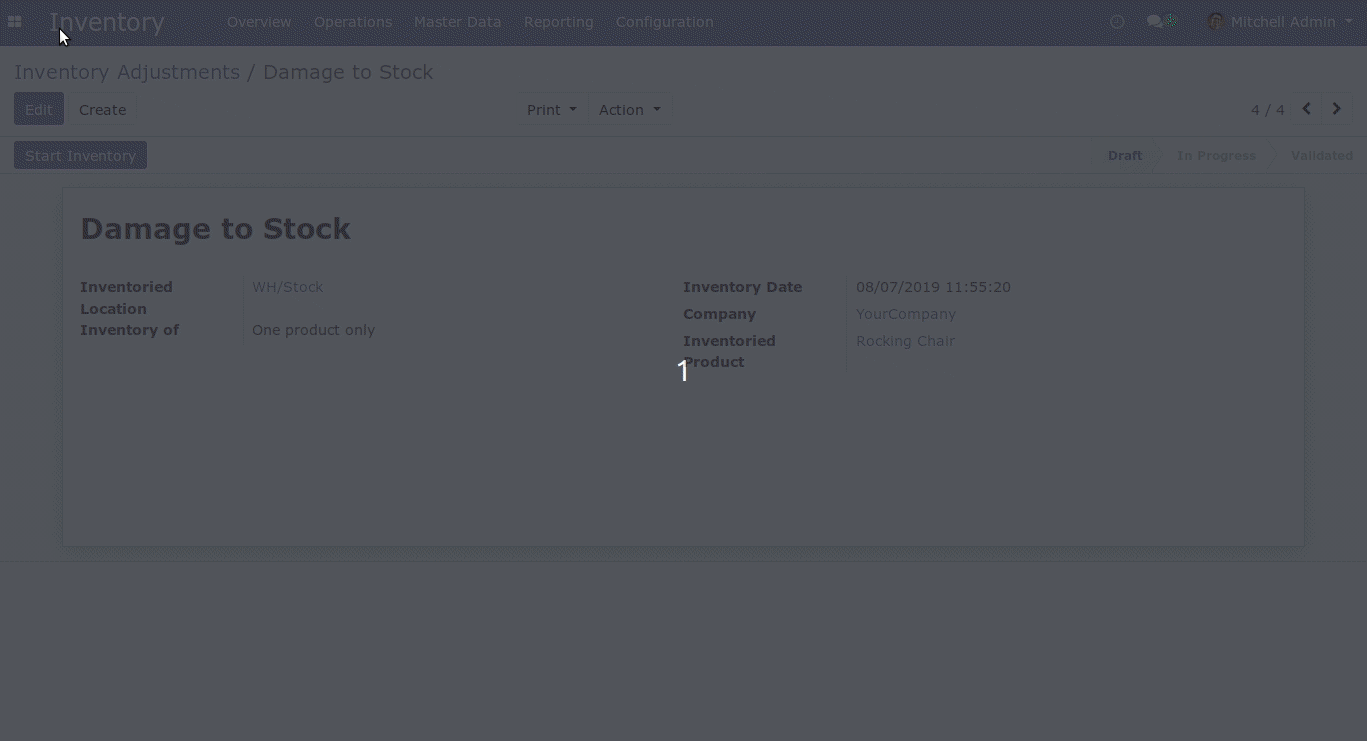 Inventory Overview Operations Master Data Reporting Configuration Mitchell Admin
Inventory Adjustments / Damage to Stock
Edit Create Print Action 4 / 4
Start Inventory Draft In Progress Validated
Damage to Stock
Inventoried Location WH/Stock
Inventory of One product only
Inventory Date 08/07/2019 11:55:20
Company YourCompany
Inventoried Product Rocking Chair
1